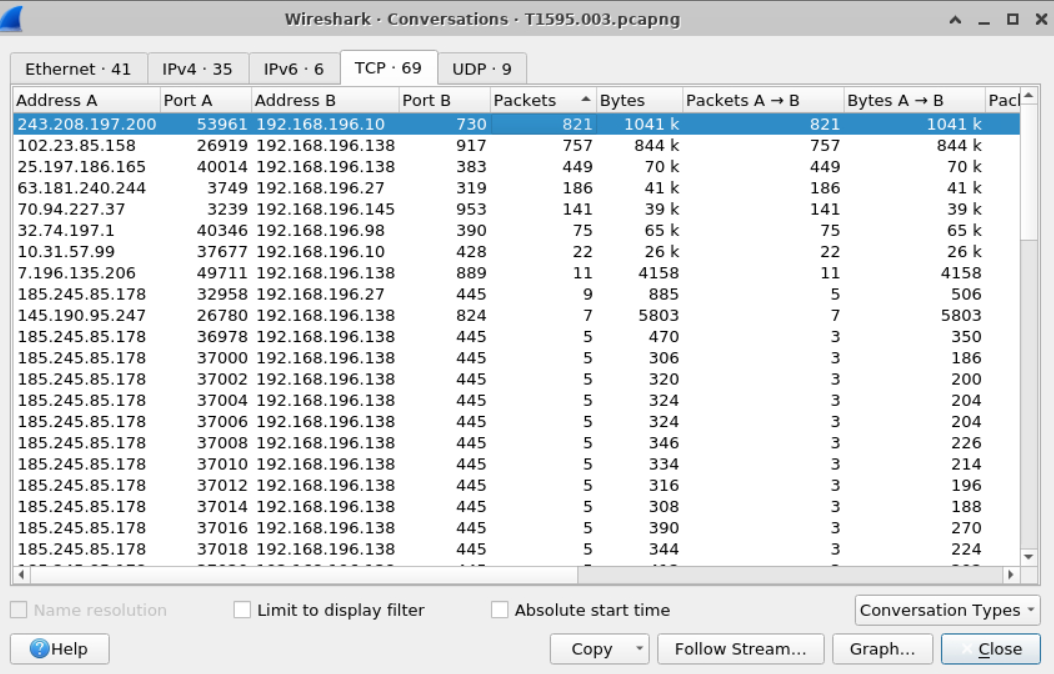 Wireshark · Conversations · T1595.003.pcapng
Ethernet · 41 IPv4 · 35 IPv6 · 6 TCP · 69 UDP · 9
Address A Port A Address B Port B Packets Bytes Packets A → B Bytes A → B Pacl
243.208.197.200 53961 192.168.196.10 730 821 1041 k 821 1041 k
102.23.85.158 26919 192.168.196.138 917 757 844 k 757 844 k
25.197.186.165 40014 192.168.196.138 383 449 70 k 449 70 k
63.181.240.244 3749 192.168.196.27 319 186 41 k 186 41 k
70.94.227.37 3239 192.168.196.145 953 141 39 k 141 39 k
32.74.197.1 40346 192.168.196.98 390 75 65 k 75 65 k
10.31.57.99 37677 192.168.196.10 428 22 26 k 22 26 k
7.196.135.206 49711 192.168.196.138 889 11 4158 11 4158
185.245.85.178 32958 192.168.196.27 445 9 885 5 506
145.190.95.247 26780 192.168.196.138 824 7 5803 7 5803
185.245.85.178 36978 192.168.196.138 445 5 470 3 350
185.245.85.178 37000 192.168.196.138 445 5 306 3 186
185.245.85.178 37002 192.168.196.138 445 5 320 3 200
185.245.85.178 37004 192.168.196.138 445 5 324 3 204
185.245.85.178 37006 192.168.196.138 445 5 324 3 204
185.245.85.178 37008 192.168.196.138 445 5 346 3 226
185.245.85.178 37010 192.168.196.138 445 5 334 3 214
185.245.85.178 37012 192.168.196.138 445 5 316 3 196
185.245.85.178 37014 192.168.196.138 445 5 308 3 188
185.245.85.178 37016 192.168.196.138 445 5 390 3 270
185.245.85.178 37018 192.168.196.138 445 5 344 3 224
Name resolution Limit to display filter Absolute start time Conversation Types
Help Copy Follow Stream... Graph... Close